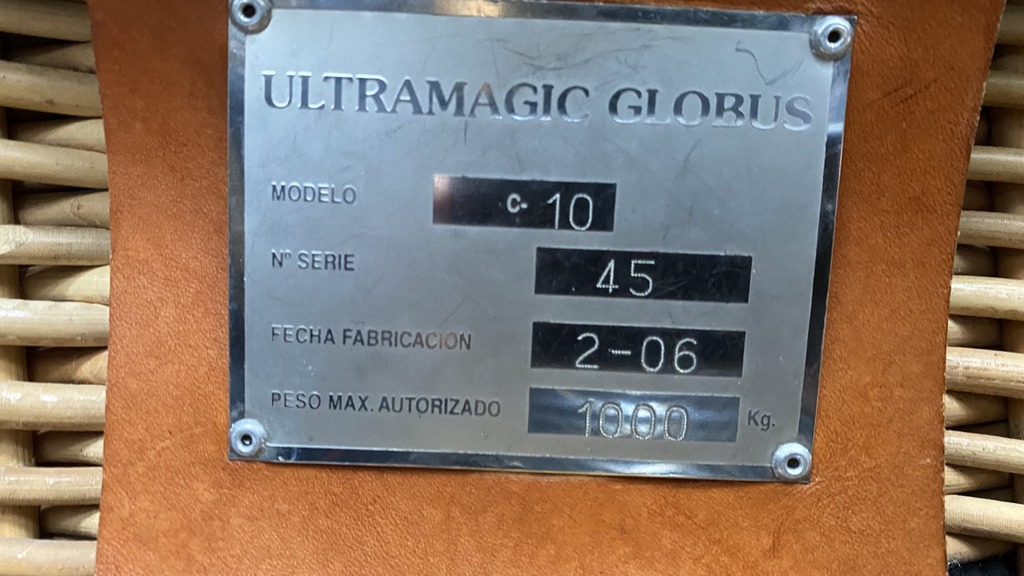 ULTRAMAGIC GLOBUS
MODELO C- 10
Nº SERIE 45
FECHA FABRICACION 2-06
PESO MAX. AUTORIZADO 1000 Kg.